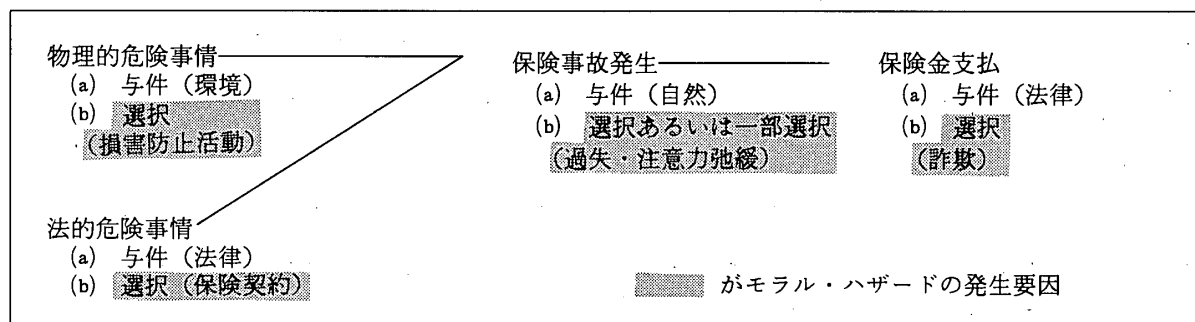 物理的危険事情
(a) 与件（環境）
(b) 選択
（損害防止活動）
法的危険事情
(a) 与件（法律）
(b) 選択（保険契約）
保険事故発生
(a) 与件（自然）
(b) 選択あるいは一部選択
（過失・注意力弛緩）
保険金支払
(a) 与件（法律）
(b) 選択
（詐欺）
がモラル・ハザードの発生要因